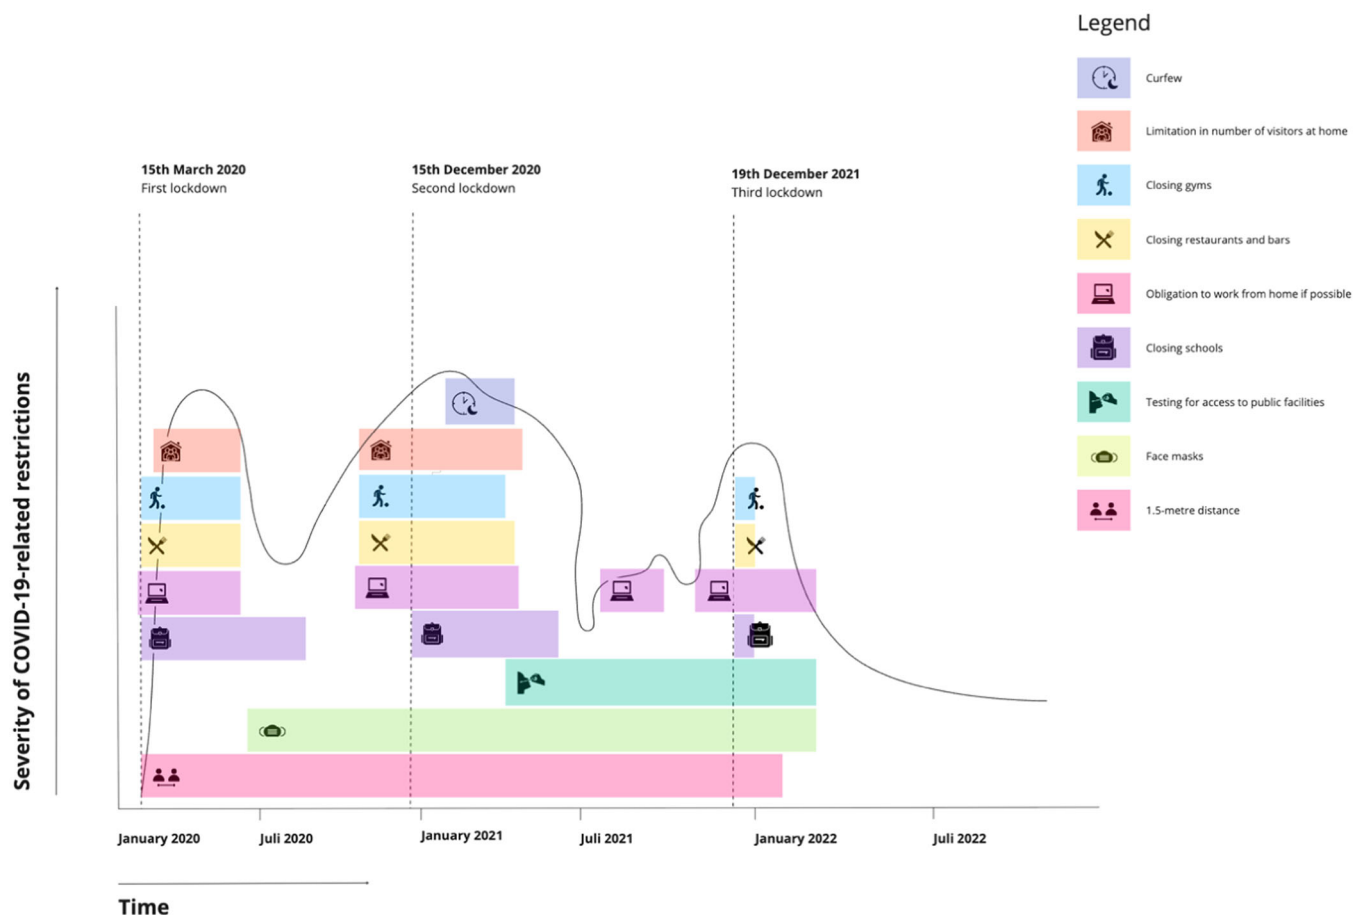 Legend
Curfew
Limitation in number of visitors at home
Closing gyms
Closing restaurants and bars
Obligation to work from home if possible
Closing schools
Testing for access to public facilities
Face masks
1.5-metre distance
15th March 2020
First lockdown
15th December 2020
Second lockdown
19th December 2021
Third lockdown
Severity of COVID-19-related restrictions
January 2020
Juli 2020
January 2021
Juli 2021
January 2022
Juli 2022
Time